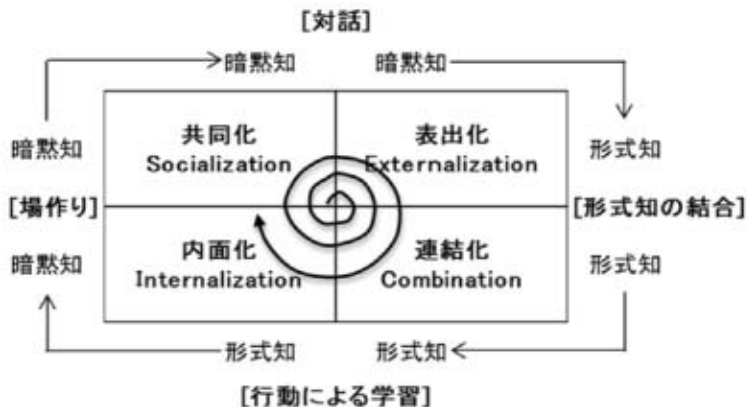 [対話]
暗黙知 暗黙知
共同化 表出化
暗黙知 Socialization Externalization 形式知
[場作り] [形式知の結合]
内面化 連結化
暗黙知 Internalization Combination 形式知
形式知 形式知
[行動による学習]